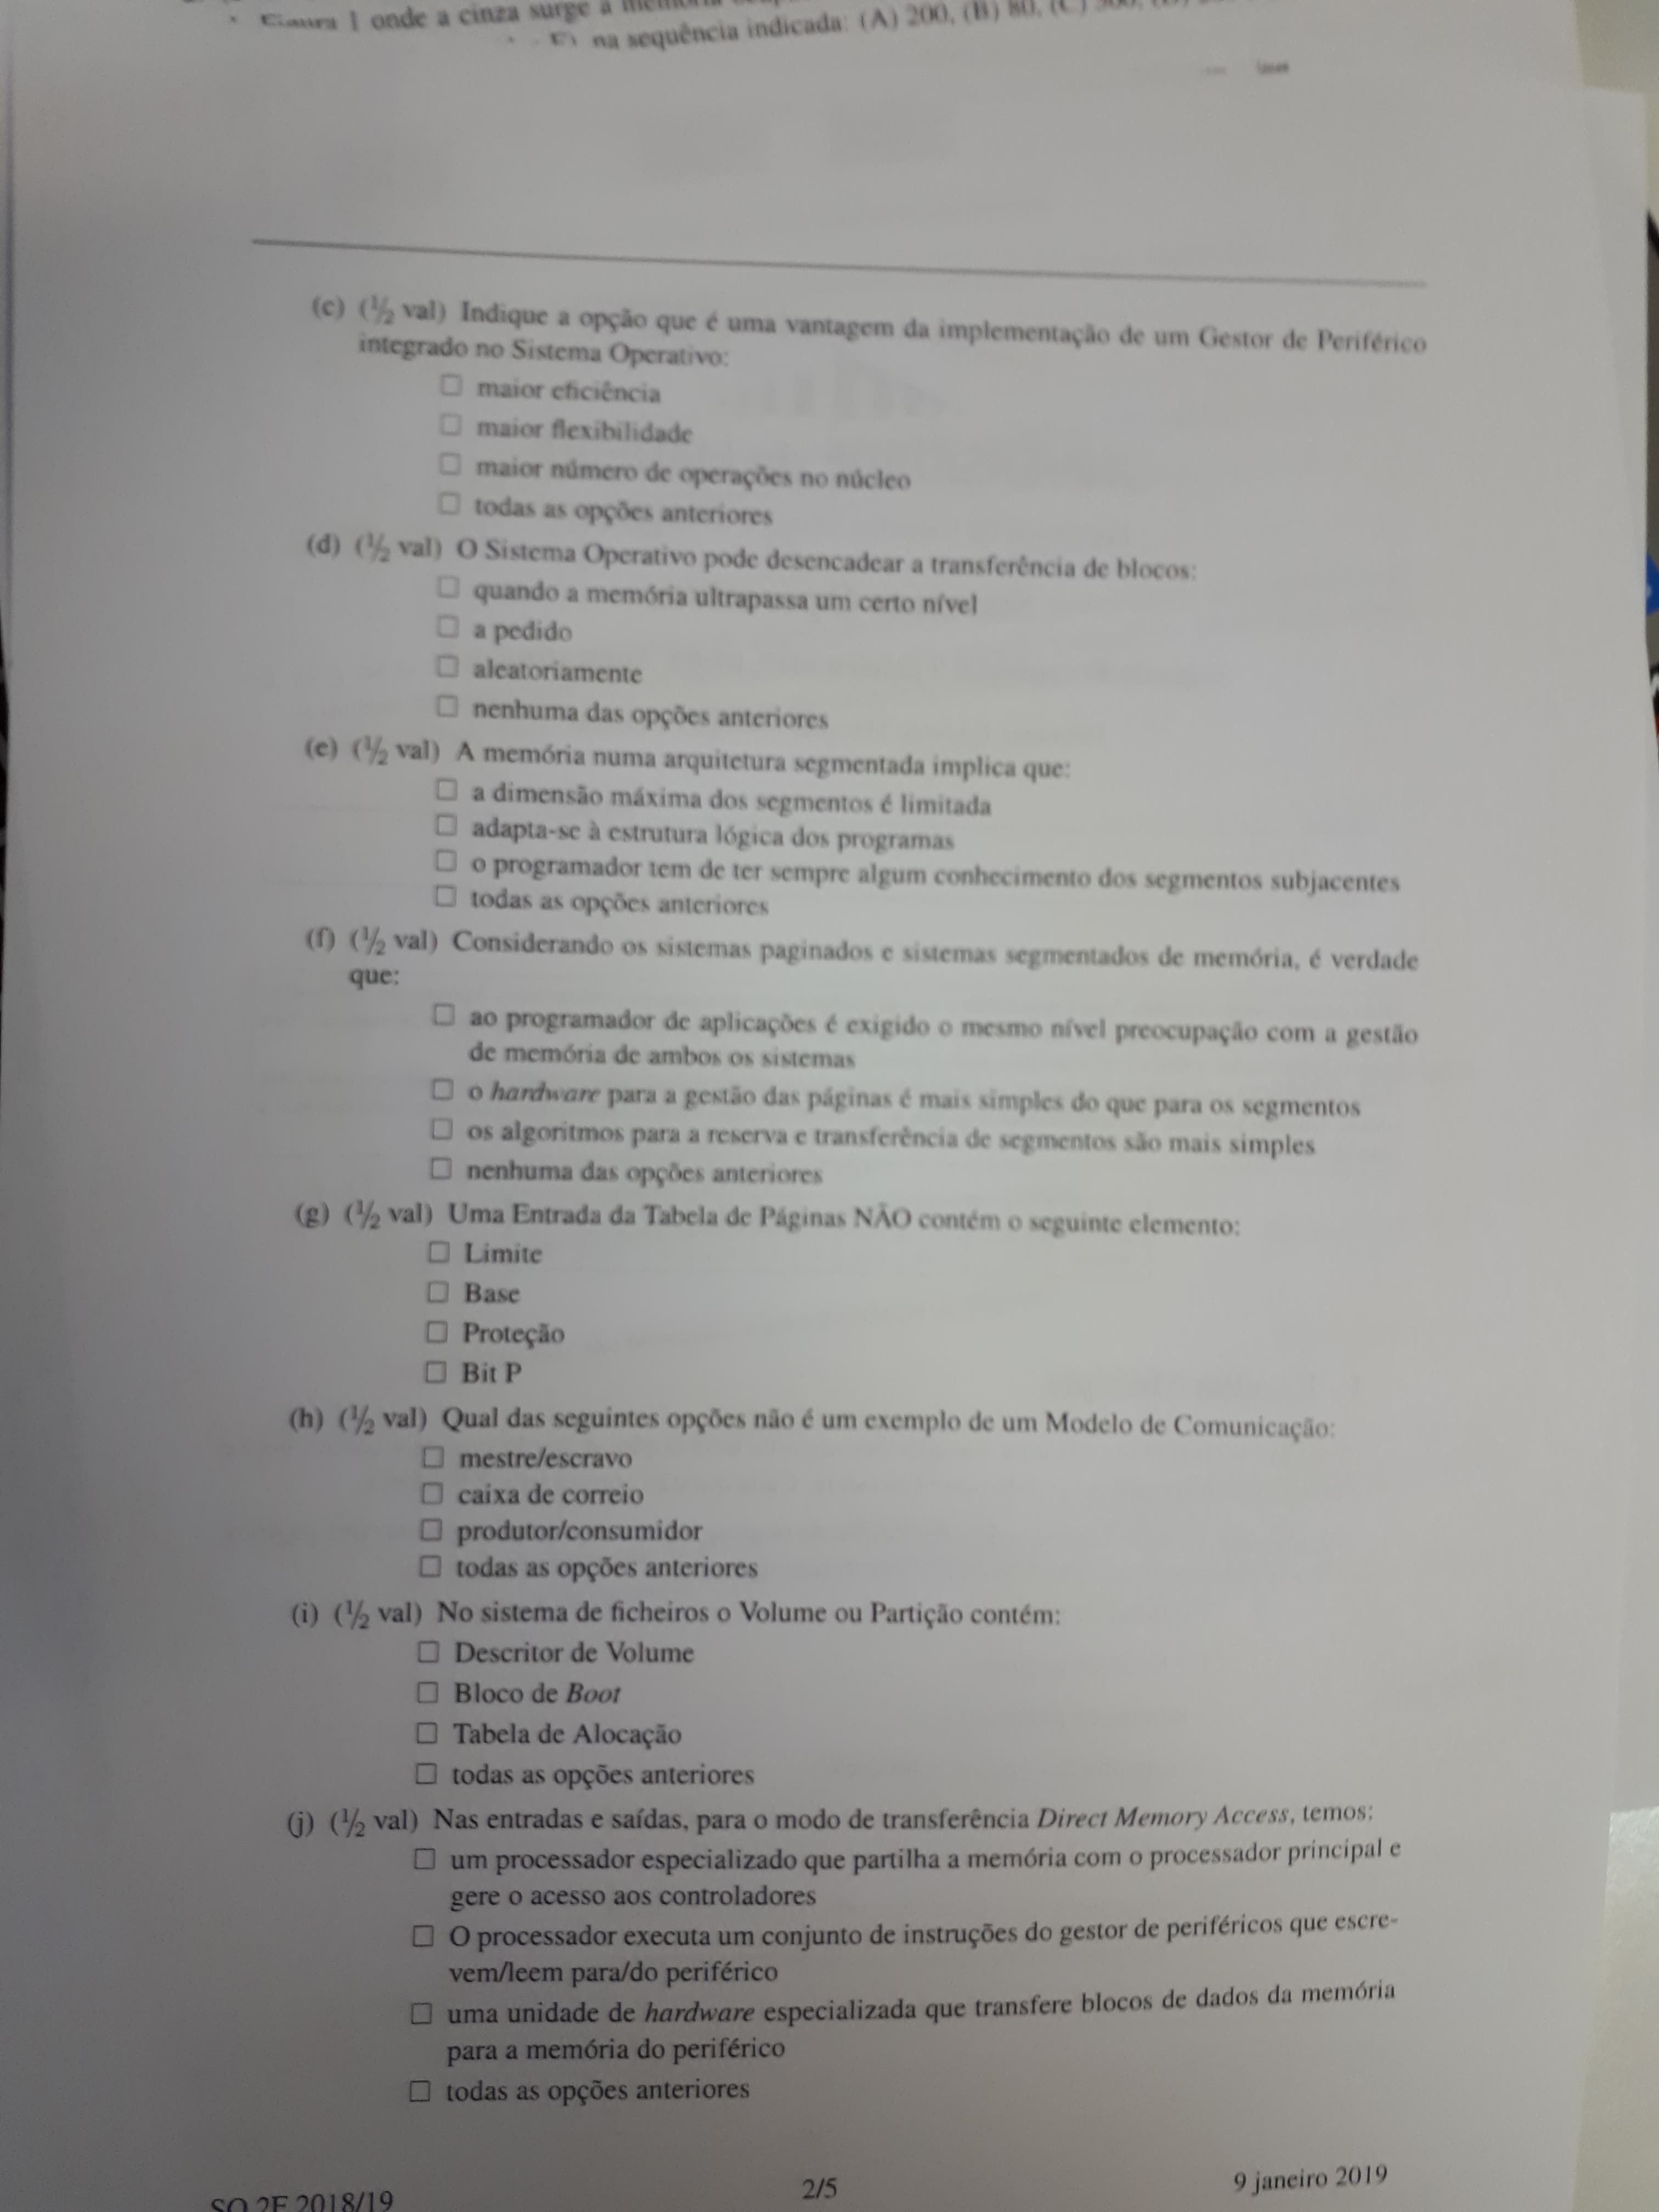 1 onde a cinza surge a
na sequência indicada: (A) 200, (B) 80, (C)
(c) (½ val) Indique a opção que é uma vantagem da implementação de um Gestor de Periférico
integrado no Sistema Operativo:
☐ maior eficiência
☐ maior flexibilidade
☐ maior número de operações no núcleo
☐ todas as opções anteriores
(d) (½ val) O Sistema Operativo pode desencadear a transferência de blocos:
☐ quando a memória ultrapassa um certo nível
☐ a pedido
☐ aleatoriamente
☐ nenhuma das opções anteriores
(e) (½ val) A memória numa arquitetura segmentada implica que:
☐ a dimensão máxima dos segmentos é limitada
☐ adapta-se à estrutura lógica dos programas
☐ o programador tem de ter sempre algum conhecimento dos segmentos subjacentes
☐ todas as opções anteriores
(f) (½ val) Considerando os sistemas paginados e sistemas segmentados de memória, é verdade
que:
☐ ao programador de aplicações é exigido o mesmo nível preocupação com a gestão
de memória de ambos os sistemas
☐ o hardware para a gestão das páginas é mais simples do que para os segmentos
☐ os algoritmos para a reserva e transferência de segmentos são mais simples
☐ nenhuma das opções anteriores
(g) (½ val) Uma Entrada da Tabela de Páginas NÃO contém o seguinte elemento:
☐ Limite
☐ Base
☐ Proteção
☐ Bit P
(h) (½ val) Qual das seguintes opções não é um exemplo de um Modelo de Comunicação:
☐ mestre/escravo
☐ caixa de correio
☐ produtor/consumidor
☐ todas as opções anteriores
(i) (½ val) No sistema de ficheiros o Volume ou Partição contém:
☐ Descritor de Volume
☐ Bloco de Boot
☐ Tabela de Alocação
☐ todas as opções anteriores
(j) (½ val) Nas entradas e saídas, para o modo de transferência Direct Memory Access, temos:
☐ um processador especializado que partilha a memória com o processador principal e
gere o acesso aos controladores
☐ O processador executa um conjunto de instruções do gestor de periféricos que escre-
vem/leem para/do periférico
☐ uma unidade de hardware especializada que transfere blocos de dados da memória
para a memória do periférico
☐ todas as opções anteriores
SO 2F 2018/19 2/5 9 janeiro 2019